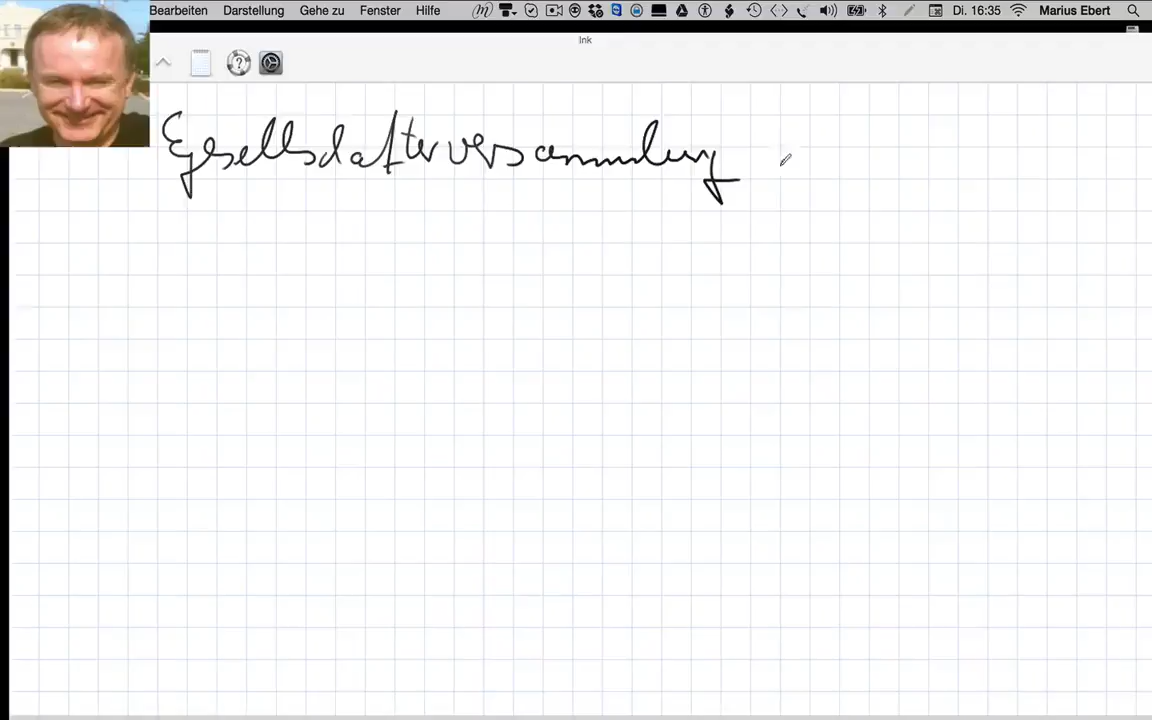 Bearbeiten Darstellung Gehe zu Fenster Hilfe Di. 16:35 Marius Ebert
Ink
Gesellschafterversammlung